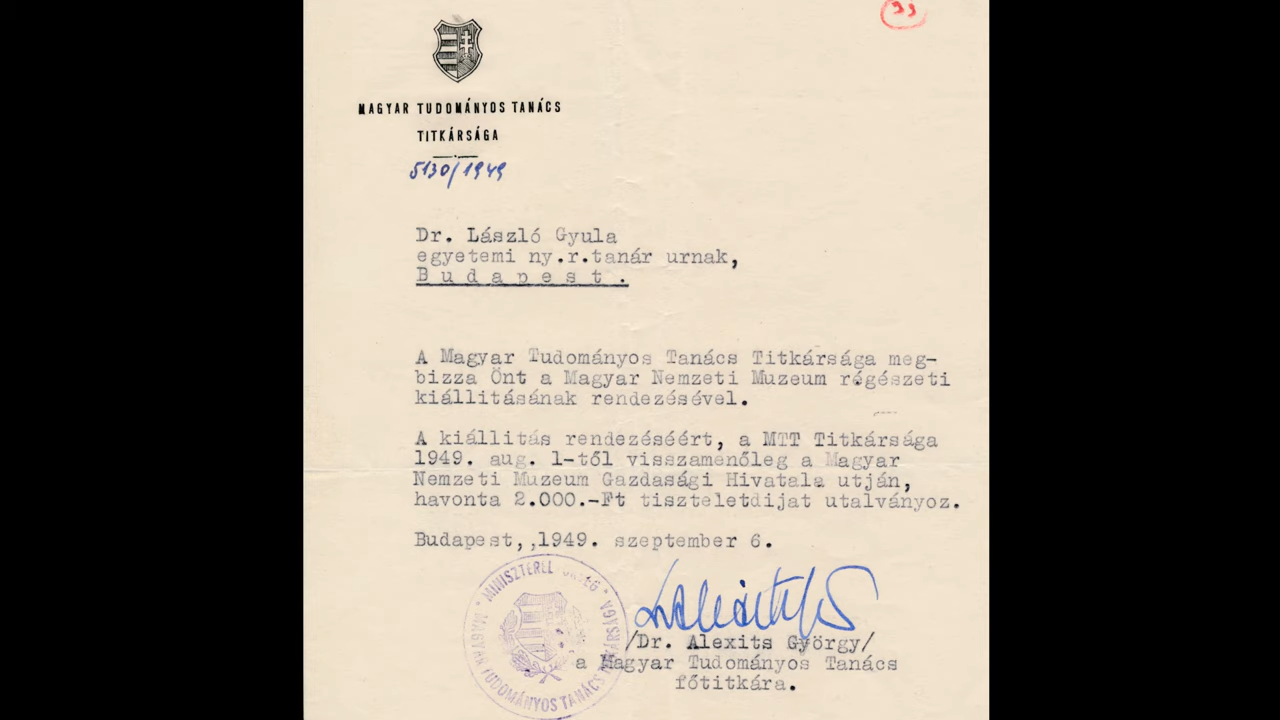 33
MAGYAR TUDOMÁNYOS TANÁCS
TITKÁRSÁGA
5130/1949
Dr. László Gyula
egyetemi ny.r.tanár urnak,
Budapest.
A Magyar Tudományos Tanács Titkársága meg-
bizza Önt a Magyar Nemzeti Muzeum régészeti
kiállitásának rendezésével.
A kiállitás rendezéséért, a MTT Titkársága
1949. aug. 1-től visszamenőleg a Magyar
Nemzeti Muzeum Gazdasági Hivatala utján,
havonta 2.000.-Ft tiszteletdijat utalványoz.
Budapest,,1949. szeptember 6.
/Dr. Alexits György/
a Magyar Tudományos Tanács
főtitkára.
* MAGYAR TUDOMÁNYOS TANÁCS TITKÁRSÁGA *